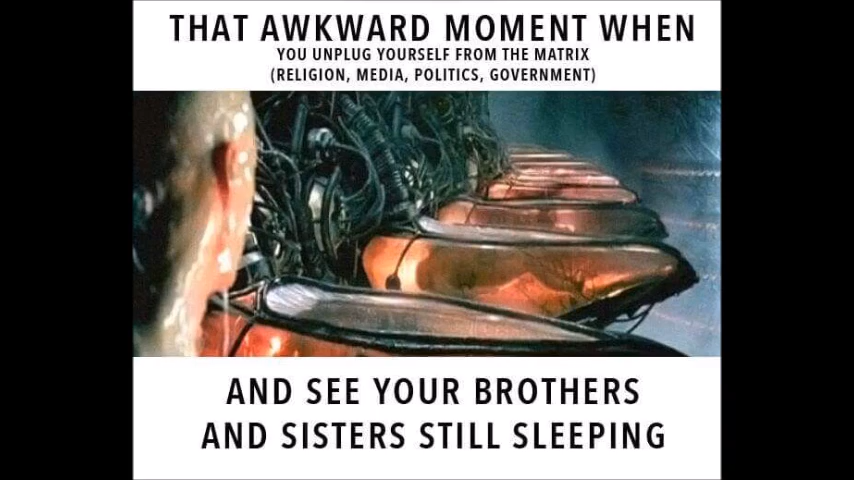 THAT AWKWARD MOMENT WHEN
YOU UNPLUG YOURSELF FROM THE MATRIX
(RELIGION, MEDIA, POLITICS, GOVERNMENT)
AND SEE YOUR BROTHERS
AND SISTERS STILL SLEEPING